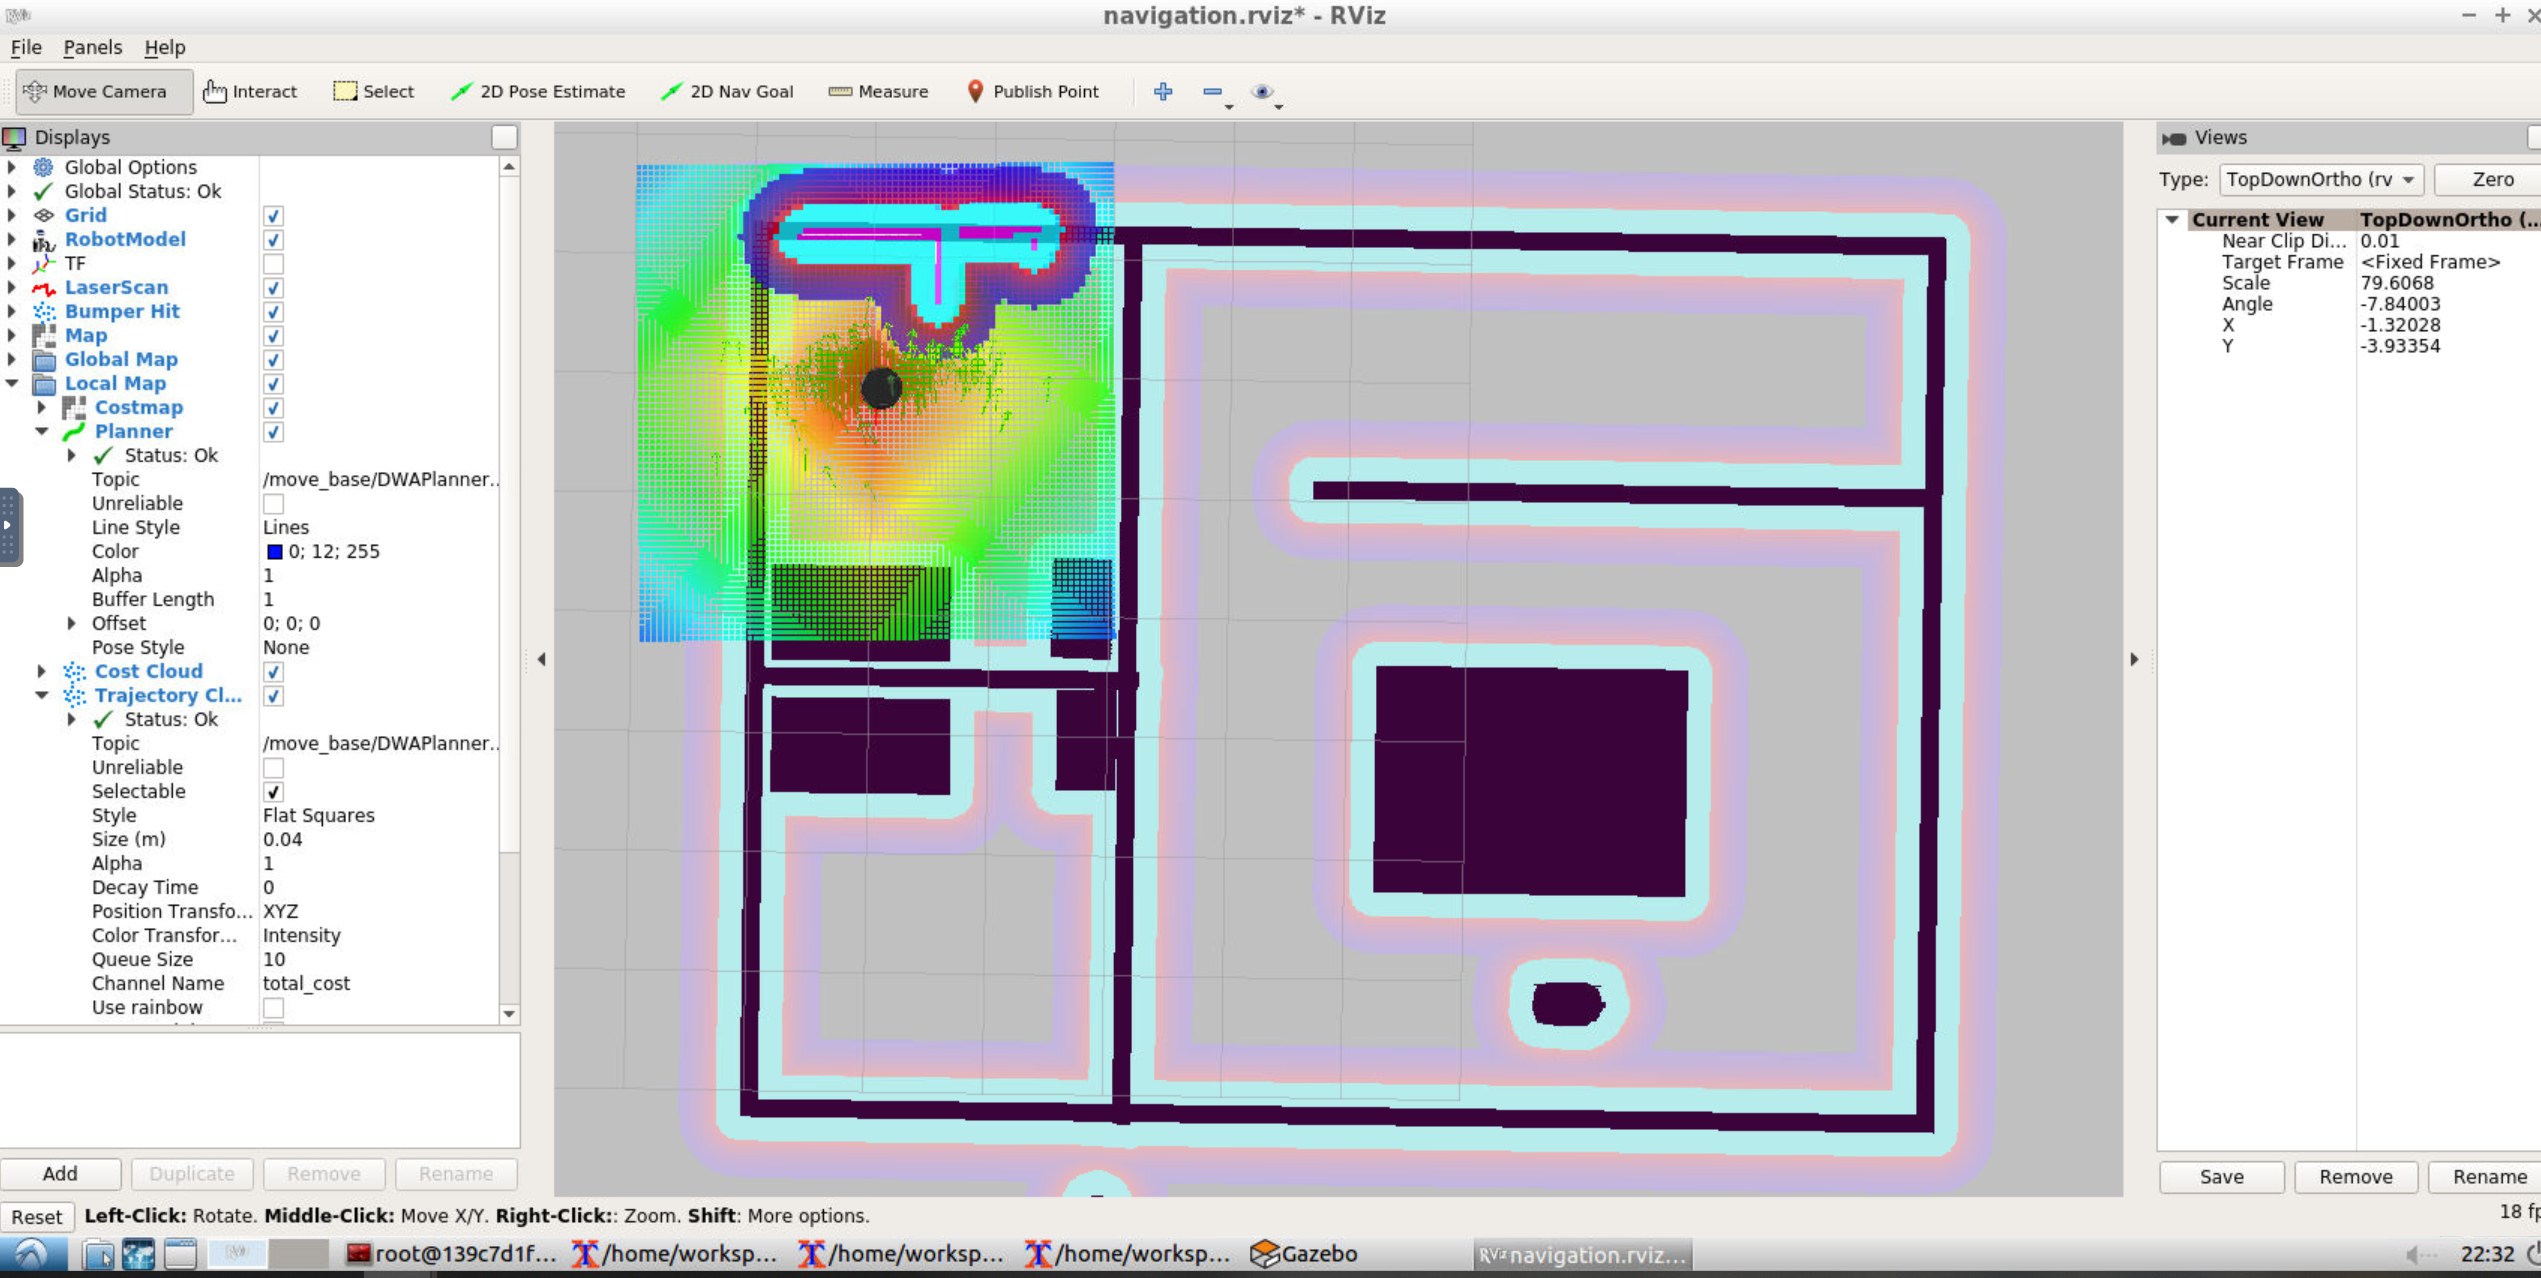 navigation.rviz* - RViz
File Panels Help
Move Camera Interact Select 2D Pose Estimate 2D Nav Goal Measure Publish Point
Displays
Global Options
Global Status: Ok
Grid
RobotModel
TF
LaserScan
Bumper Hit
Map
Global Map
Local Map
Costmap
Planner
Status: Ok
Topic /move_base/DWAPlanner..
Unreliable
Line Style Lines
Color 0; 12; 255
Alpha 1
Buffer Length 1
Offset 0; 0; 0
Pose Style None
Cost Cloud
Trajectory Cl...
Status: Ok
Topic /move_base/DWAPlanner..
Unreliable
Selectable
Style Flat Squares
Size (m) 0.04
Alpha 1
Decay Time 0
Position Transfo... XYZ
Color Transfor... Intensity
Queue Size 10
Channel Name total_cost
Use rainbow
Add Duplicate Remove Rename
Views
Type: TopDownOrtho (rv Zero
Current View TopDownOrtho (...
Near Clip Di... 0.01
Target Frame <Fixed Frame>
Scale 79.6068
Angle -7.84003
X -1.32028
Y -3.93354
Save Remove Rename
Reset Left-Click: Rotate. Middle-Click: Move X/Y. Right-Click:: Zoom. Shift: More options. 18 fp
root@139c7d1f... /home/worksp... /home/worksp... /home/worksp... Gazebo RViz navigation.rviz... 22:32